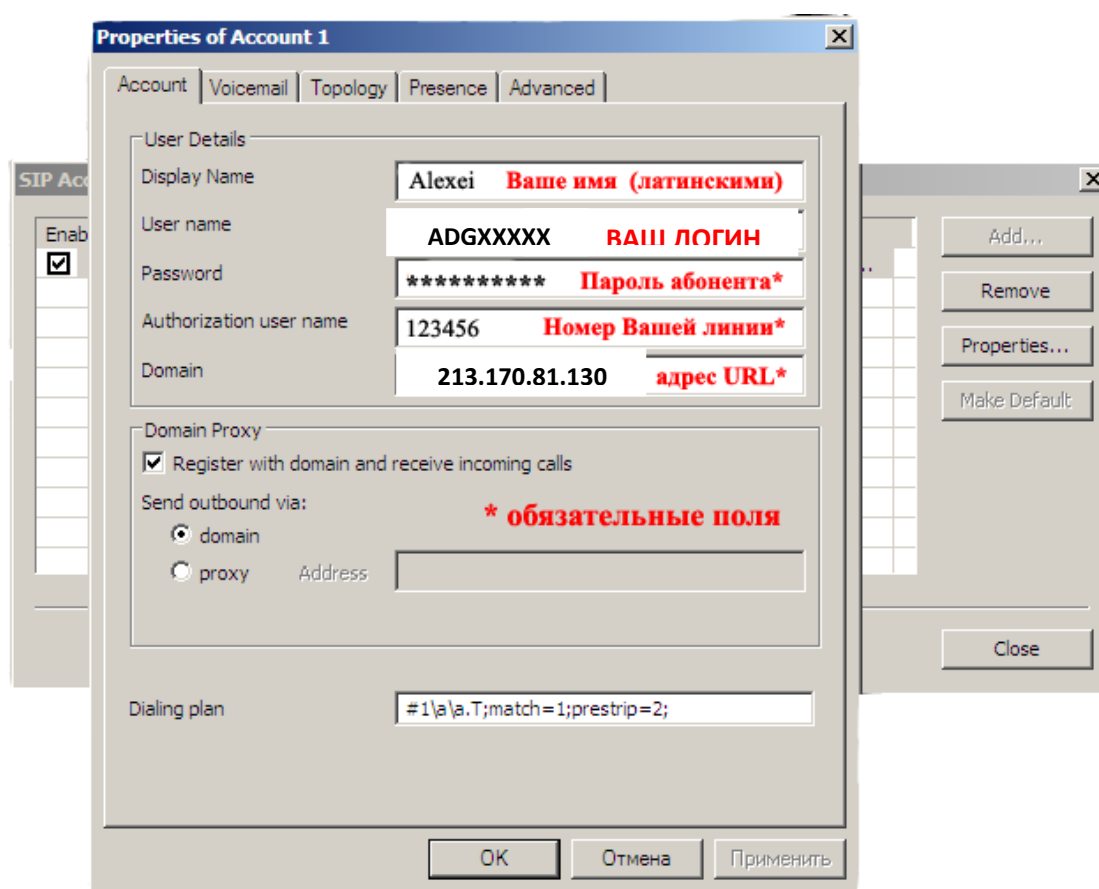 Properties of Account 1
Account Voicemail Topology Presence Advanced
User Details
Display Name Alexei Ваше имя (латинскими)
User name ADGXXXXX ВАШ ЛОГИН
Password ********** Пароль абонента*
Authorization user name 123456 Номер Вашей линии*
Domain 213.170.81.130 адрес URL*
Domain Proxy
Register with domain and receive incoming calls
Send outbound via:
* обязательные поля
domain
proxy Address
Dialing plan #1\a\a.T;match=1;prestrip=2;
OK Отмена Применить
SIP Acc
Enab
Add...
Remove
Properties...
Make Default
Close